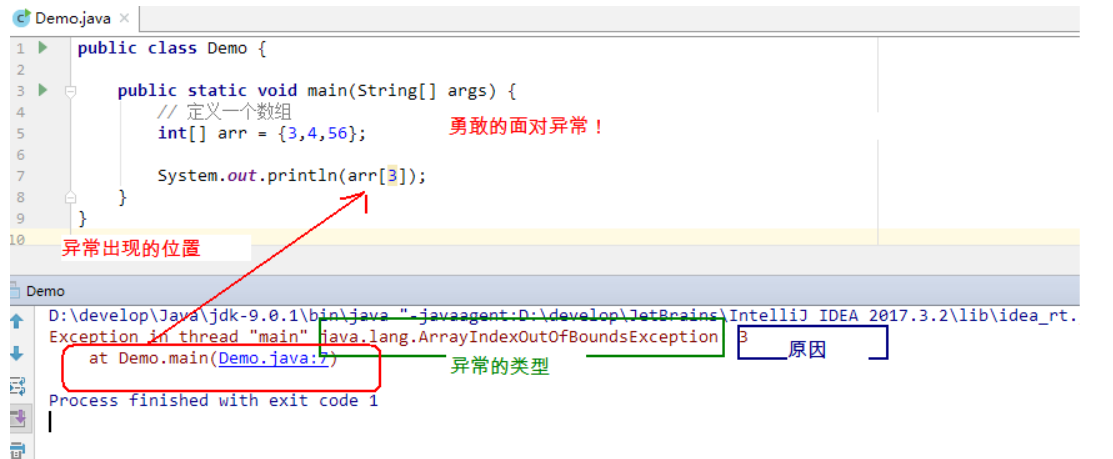 Demo.java
1 public class Demo {
2
3 public static void main(String[] args) {
4 // 定义一个数组
5 int[] arr = {3,4,56};
勇敢的面对异常！
6
7 System.out.println(arr[3]);
8 }
9 }
10
异常出现的位置
Demo
D:\develop\Java\jdk-9.0.1\bin\java "-javaagent:D:\develop\JetBrains\IntelliJ IDEA 2017.3.2\lib\idea_rt.
Exception in thread "main" java.lang.ArrayIndexOutOfBoundsException 3
原因
at Demo.main(Demo.java:7)
异常的类型
Process finished with exit code 1